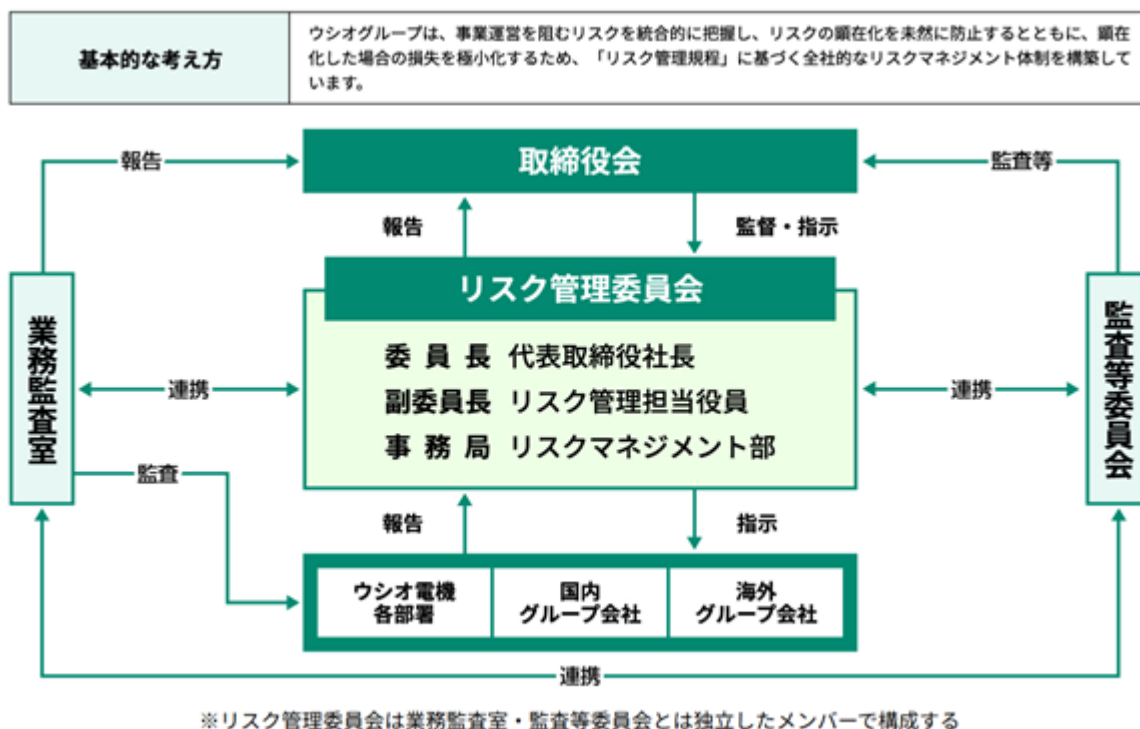 基本的な考え方
ウシオグループは、事業運営を阻むリスクを統合的に把握し、リスクの顕在化を未然に防止するとともに、顕在
化した場合の損失を極小化するため、「リスク管理規程」に基づく全社的なリスクマネジメント体制を構築して
います。
報告
取締役会
監査等
報告
監督・指示
リスク管理委員会
委員長 代表取締役社長
副委員長 リスク管理担当役員
事務局 リスクマネジメント部
業務監査室
連携
連携
監査等委員会
監査
報告
指示
ウシオ電機
各部署
国内
グループ会社
海外
グループ会社
連携
※リスク管理委員会は業務監査室・監査等委員会とは独立したメンバーで構成する